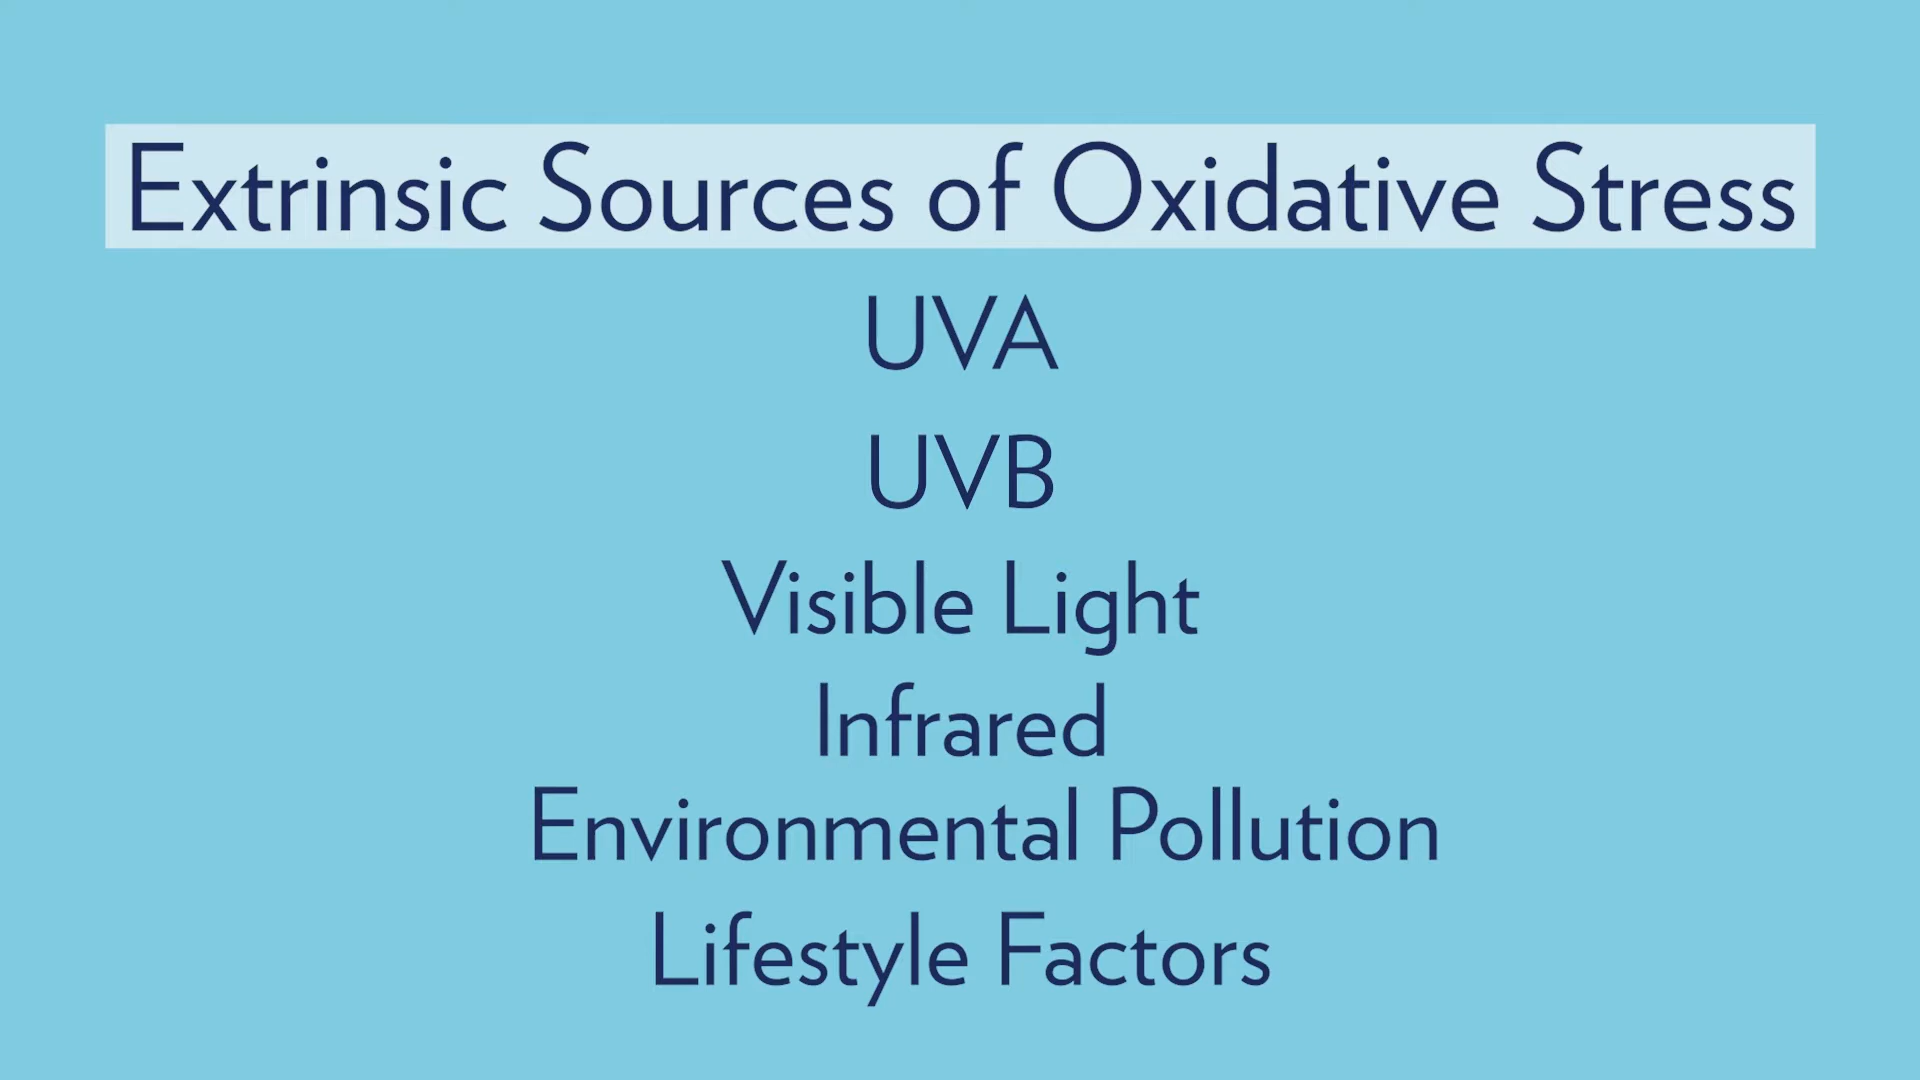 Extrinsic Sources of Oxidative Stress
UVA
UVB
Visible Light
Infrared
Environmental Pollution
Lifestyle Factors